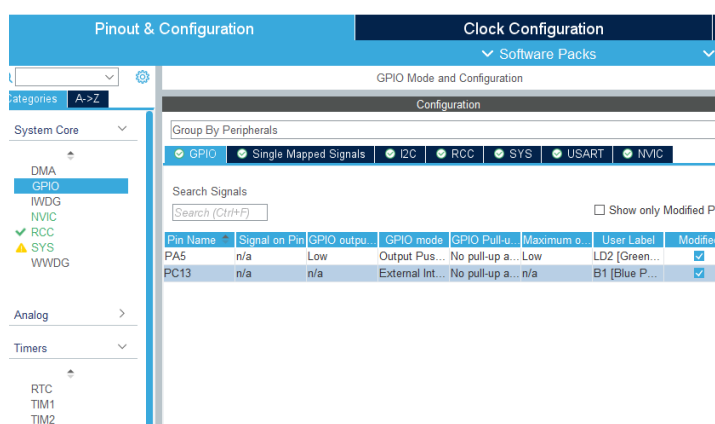 Pinout & Configuration Clock Configuration
Software Packs
GPIO Mode and Configuration
Categories A->Z
Configuration
System Core
Group By Peripherals
GPIO Single Mapped Signals I2C RCC SYS USART NVIC
DMA
GPIO
IWDG
NVIC
RCC
SYS
WWDG
Search Signals
Search (Ctrl+F)
Show only Modified P
Pin Name Signal on Pin GPIO outpu... GPIO mode GPIO Pull-u... Maximum o... User Label Modified
PA5 n/a Low Output Pus... No pull-up a... Low LD2 [Green...
PC13 n/a n/a External Int... No pull-up a... n/a B1 [Blue P...
Analog
Timers
RTC
TIM1
TIM2